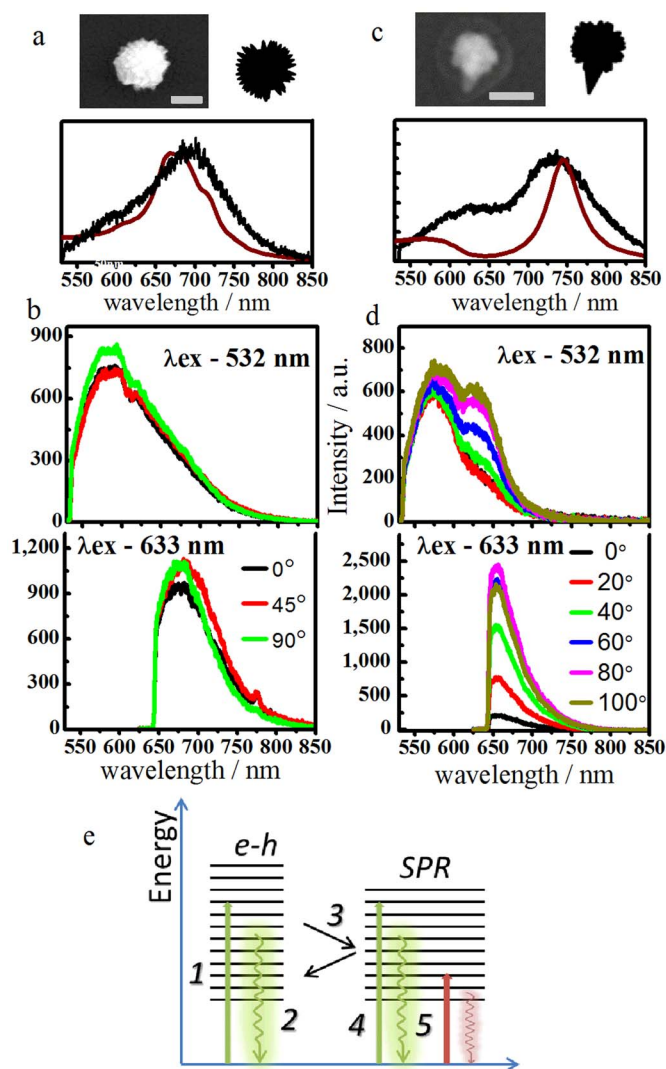 a
c
550 600 650 700 750 800 850
wavelength / nm
550 600 650 700 750 800 850
wavelength / nm
b
900
600
300
0
λex - 532 nm
1,200
900
600
300
0
λex - 633 nm
0°
45°
90°
550 600 650 700 750 800 850
wavelength / nm
d
Intensity / a.u.
800
600
400
200
0
λex - 532 nm
2,500
2,000
1,500
1,000
500
0
λex - 633 nm
0°
20°
40°
60°
80°
100°
550 600 650 700 750 800 850
wavelength / nm
e
Energy
e-h
SPR
1
2
3
4
5